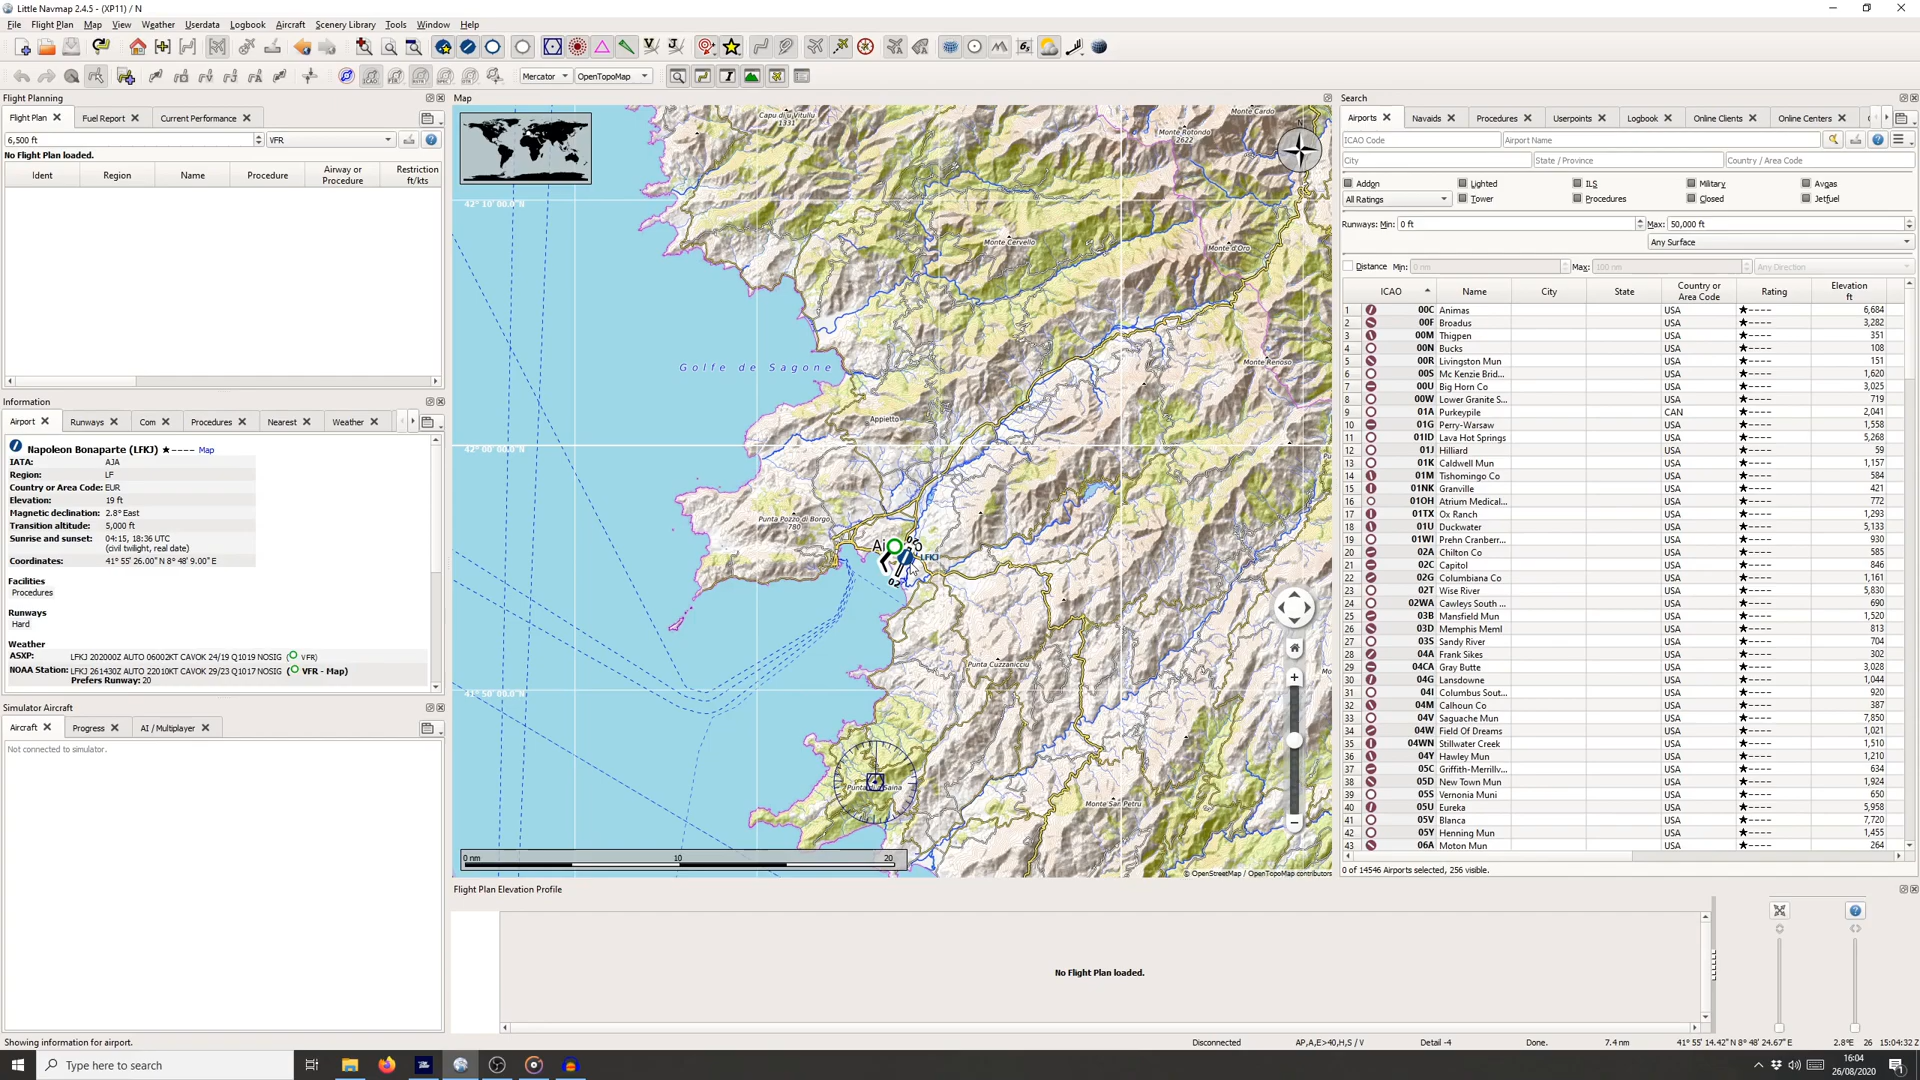 Little Navmap 2.4.5 - (XP11) / N
File Flight Plan Map View Weather Userdata Logbook Aircraft Scenery Library Tools Window Help
Mercator OpenTopoMap
Flight Planning
Flight Plan Fuel Report Current Performance
6,500 ft VFR
No Flight Plan loaded.
Ident Region Name Procedure Airway or Procedure Restriction ft/kts
Information
Airport Runways Com Procedures Nearest Weather
Napoleon Bonaparte (LFKJ) ★---- Map
IATA: AJA
Region: LF
Country or Area Code: EUR
Elevation: 19 ft
Magnetic declination: 2.8° East
Transition altitude: 5,000 ft
Sunrise and sunset: 04:15, 18:36 UTC
(civil twilight, real date)
Coordinates: 41° 55' 26.00" N 8° 48' 9.00" E
Facilities
Procedures
Runways
Hard
Weather
ASXP: LFKJ 202000Z AUTO 06002KT CAVOK 24/19 Q1019 NOSIG ( VFR)
NOAA Station: LFKJ 261430Z AUTO 22010KT CAVOK 29/23 Q1017 NOSIG ( VFR - Map)
Prefers Runway: 20
Simulator Aircraft
Aircraft Progress AI / Multiplayer
Not connected to simulator.
Map
Capu di u Vitullu
1331
Monte Cardo
Monte Rotondo
2622
N
42° 10' 00.0" N
Monte Cervello
Monte d'Oro
Golfe de Sagone
Monte Renoso
Appietto
42° 00' 00.0" N
Punta Pozzo di Borgo
780
LFKJ
02
Punta Cuzzanicciu
41° 50' 00.0" N
Monte San Petru
0 nm 10 20
© OpenStreetMap / OpenTopoMap contributors
Flight Plan Elevation Profile
No Flight Plan loaded.
Search
Airports Navaids Procedures Userpoints Logbook Online Clients Online Centers
ICAO Code Airport Name
City State / Province Country / Area Code
Addon Lighted ILS Military Avgas
All Ratings Tower Procedures Closed Jetfuel
Runways: Min: 0 ft Max: 50,000 ft
Any Surface
Distance Min: 0 nm Max: 100 nm Any Direction
ICAO Name City State Country or Area Code Rating Elevation ft
1 00C Animas USA ★---- 6,684
2 00F Broadus USA ★---- 3,282
3 00M Thigpen USA ★---- 351
4 00N Bucks USA ★---- 108
5 00R Livingston Mun USA ★---- 151
6 00S Mc Kenzie Brid... USA ★---- 1,620
7 00U Big Horn Co USA ★---- 3,025
8 00W Lower Granite S... USA ★---- 719
9 01A Purkeypile CAN ★---- 2,041
10 01G Perry-Warsaw USA ★---- 1,558
11 01ID Lava Hot Springs USA ★---- 5,268
12 01J Hilliard USA ★---- 59
13 01K Caldwell Mun USA ★---- 1,157
14 01M Tishomingo Co USA ★---- 584
15 01NK Granville USA ★---- 421
16 01OH Atrium Medical... USA ★---- 772
17 01TX Ox Ranch USA ★---- 1,293
18 01U Duckwater USA ★---- 5,133
19 01WI Prehn Cranberr... USA ★---- 930
20 02A Chilton Co USA ★---- 585
21 02C Capitol USA ★---- 846
22 02G Columbiana Co USA ★---- 1,161
23 02T Wise River USA ★---- 5,830
24 02WA Cawleys South ... USA ★---- 690
25 03B Mansfield Mun USA ★---- 1,520
26 03D Memphis Meml USA ★---- 813
27 03S Sandy River USA ★---- 704
28 04A Frank Sikes USA ★---- 302
29 04CA Gray Butte USA ★---- 3,028
30 04G Lansdowne USA ★---- 1,044
31 04I Columbus Sout... USA ★---- 920
32 04M Calhoun Co USA ★---- 387
33 04V Saguache Mun USA ★---- 7,850
34 04W Field Of Dreams USA ★---- 1,021
35 04WN Stillwater Creek USA ★---- 1,510
36 04Y Hawley Mun USA ★---- 1,210
37 05C Griffith-Merrillv... USA ★---- 634
38 05D New Town Mun USA ★---- 1,924
39 05S Vernonia Muni USA ★---- 650
40 05U Eureka USA ★---- 5,958
41 05V Blanca USA ★---- 7,720
42 05Y Henning Mun USA ★---- 1,455
43 06A Moton Mun USA ★---- 264
0 of 14546 Airports selected, 256 visible.
Showing information for airport. Disconnected AP,A,E>40,H,S / V Detail -4 Done. 7.4 nm 41° 55' 14.42" N 8° 48' 24.67" E 2.8°E 26 15:04:32 Z
Type here to search
16:04
26/08/2020